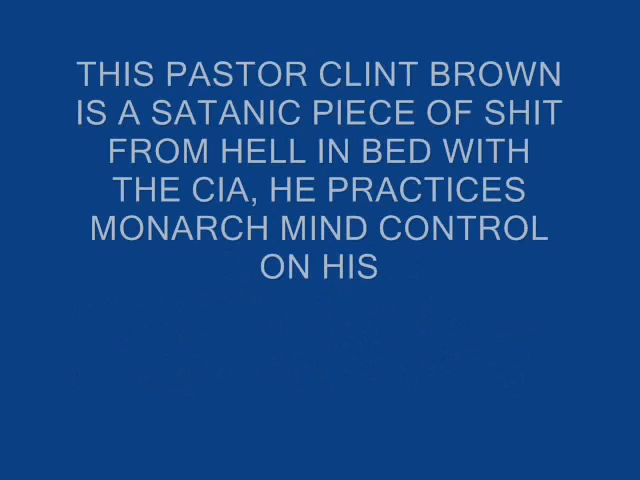 THIS PASTOR CLINT BROWN
IS A SATANIC PIECE OF SHIT
FROM HELL IN BED WITH
THE CIA, HE PRACTICES
MONARCH MIND CONTROL
ON HIS